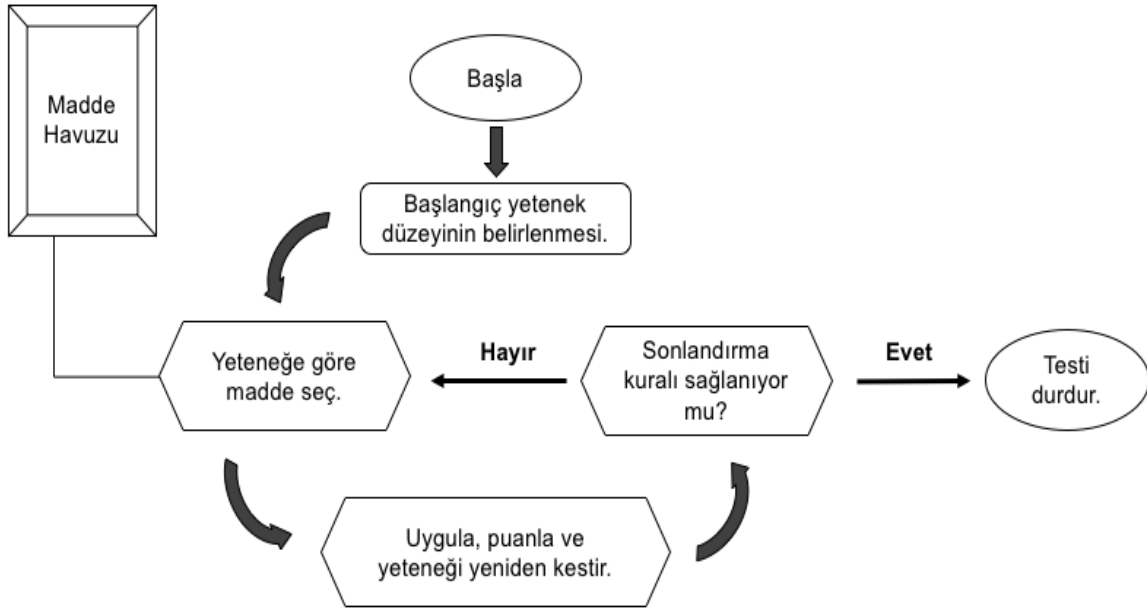 Madde
Havuzu
Başla
Başlangıç yetenek
düzeyinin belirlenmesi.
Yeteneğe göre
madde seç.
Hayır
Sonlandırma
kuralı sağlanıyor
mu?
Evet
Testi
durdur.
Uygula, puanla ve
yeteneği yeniden kestir.